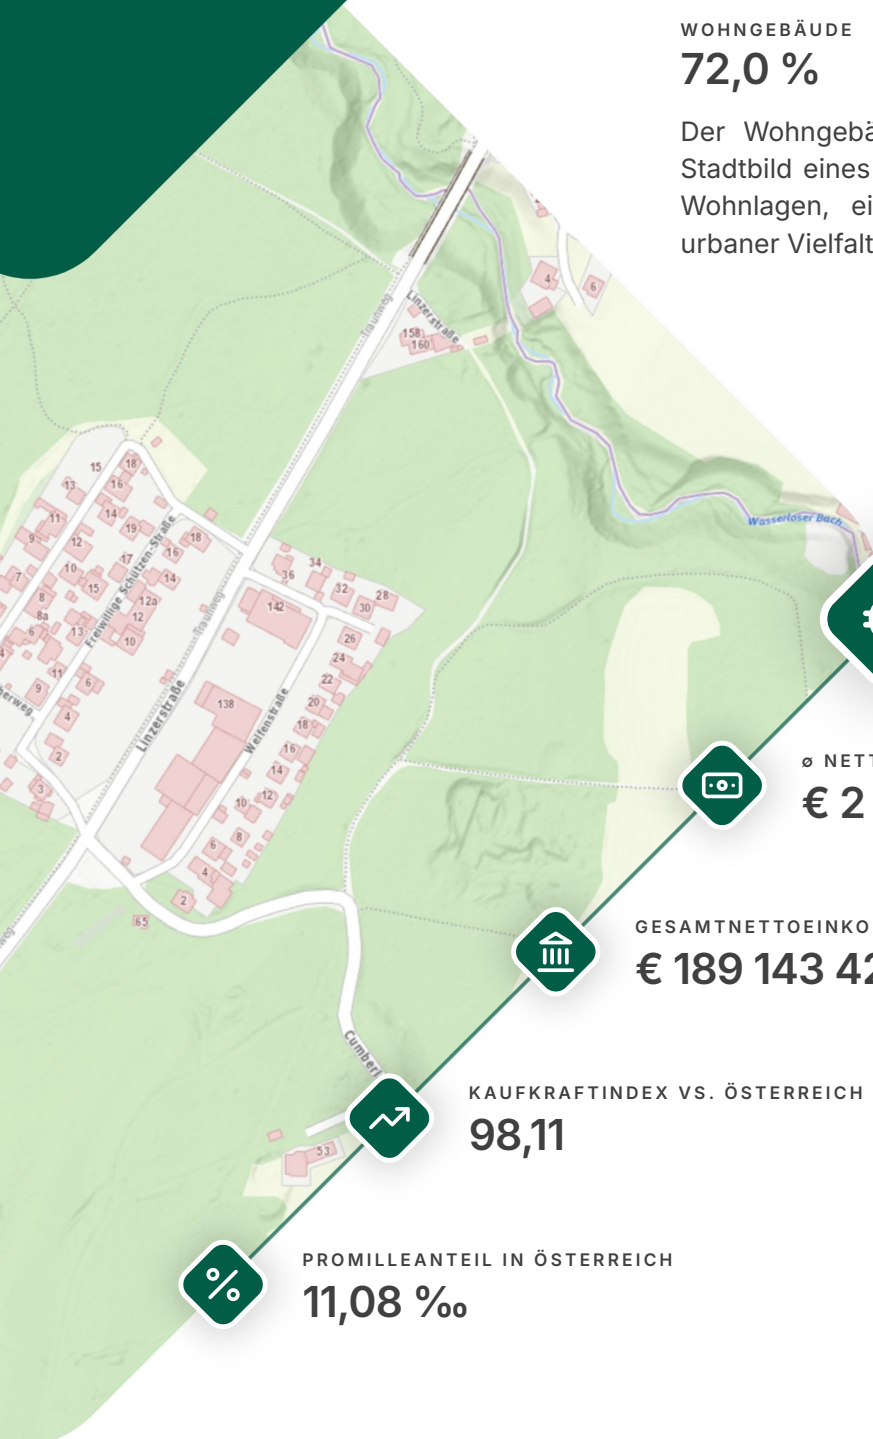 WOHNGEBÄUDE
72,0 %
Der Wohngebä
Stadtbild eines
Wohnlagen, ei
urbaner Vielfalt
4
6
Linzerstraße
Traunweg
158
160
Wasserloser Bach
15
18
13
16
11
14
19
9
12
17
16
18
Freiwillige Schützen-Straße
7
10
15
14
34
36
32
28
30
8
8a
12a
12
142
6
13
10
Traunweg
26
24
11
6
22
9
4
20
138
18
Linzerstraße
Welfenstraße
2
16
14
3
10
12
8
6
4
2
65
ø NETT
€ 2
GESAMTNETTOEINKO
€ 189 143 42
Cumberl
KAUFKRAFTINDEX VS. ÖSTERREICH
98,11
53
PROMILLEANTEIL IN ÖSTERREICH
11,08 ‰